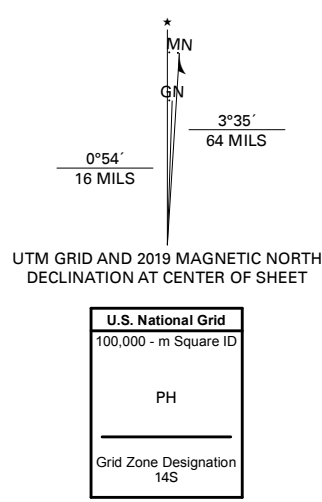 ★
MN
GN
3°35´
64 MILS
0°54´
16 MILS
UTM GRID AND 2019 MAGNETIC NORTH
DECLINATION AT CENTER OF SHEET
U.S. National Grid
100,000 - m Square ID
PH
Grid Zone Designation
14S